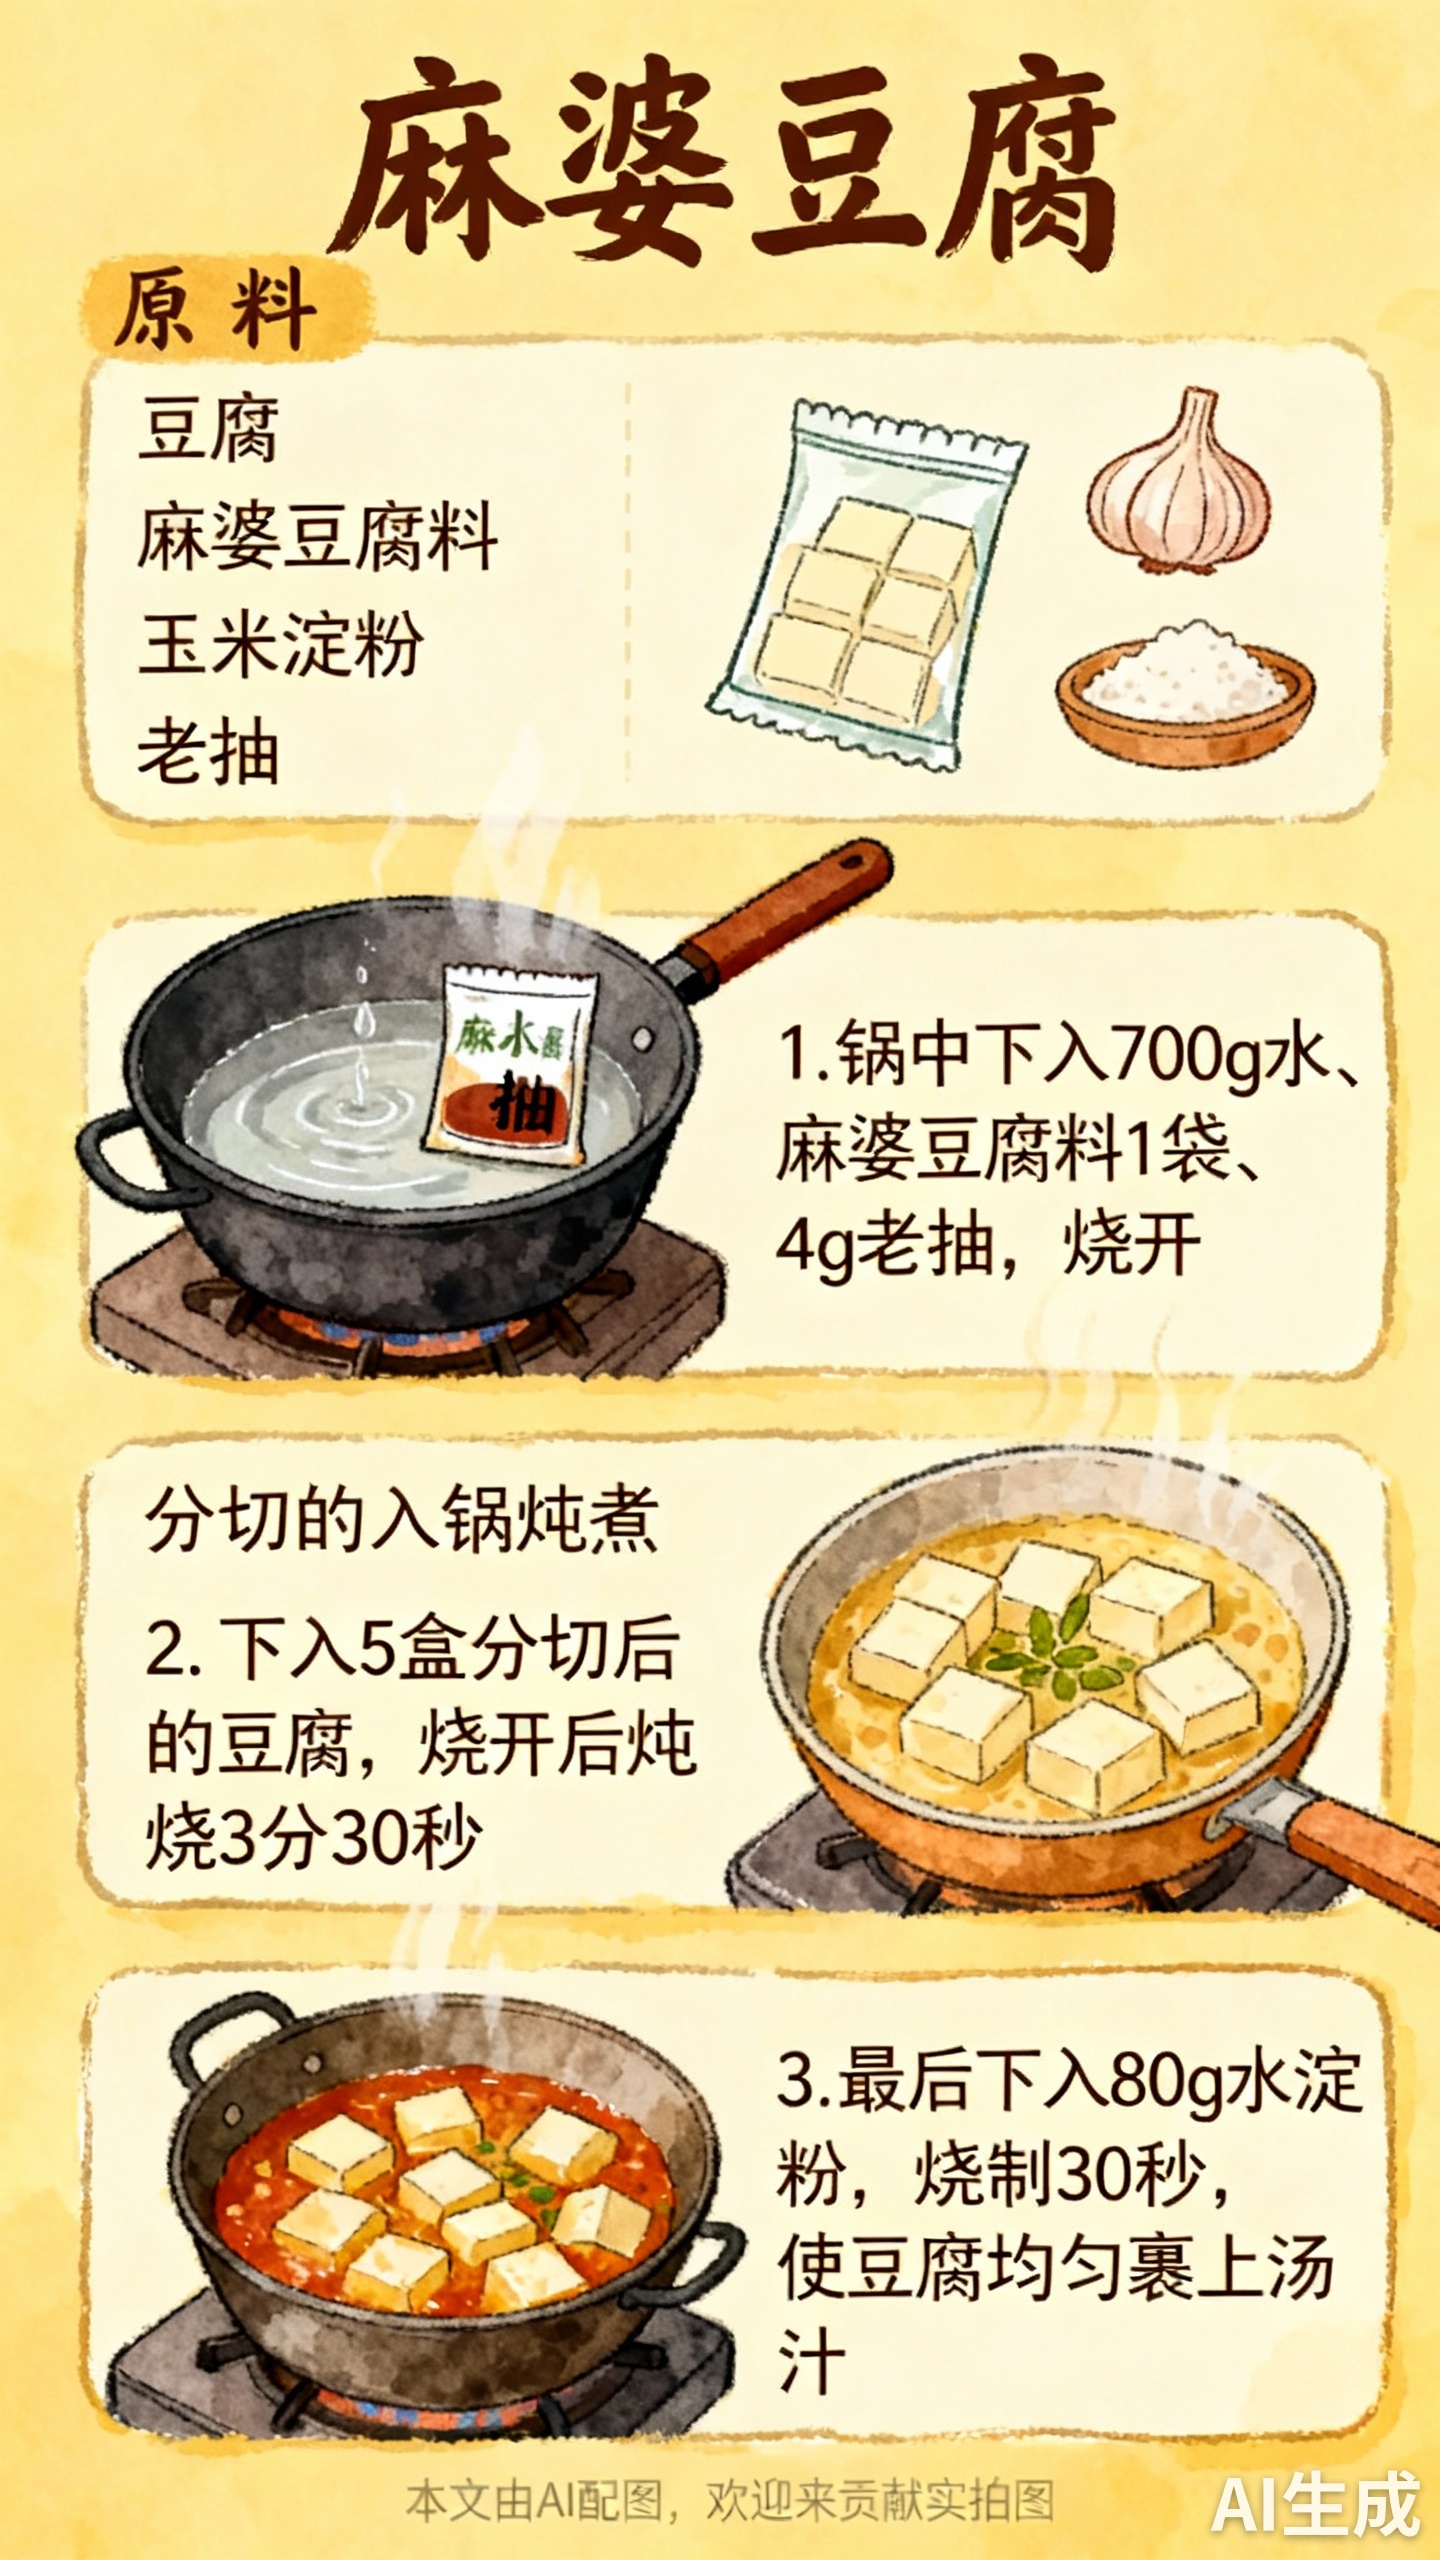 麻婆豆腐
原料
豆腐
麻婆豆腐料
玉米淀粉
老抽
麻水
抽
1.锅中下入700g水、
麻婆豆腐料1袋、
4g老抽，烧开
分切的入锅炖煮
2. 下入5盒分切后
的豆腐，烧开后炖
烧3分30秒
3.最后下入80g水淀
粉，烧制30秒，
使豆腐均匀裹上汤
汁
本文由AI配图，欢迎来贡献实拍图
AI生成